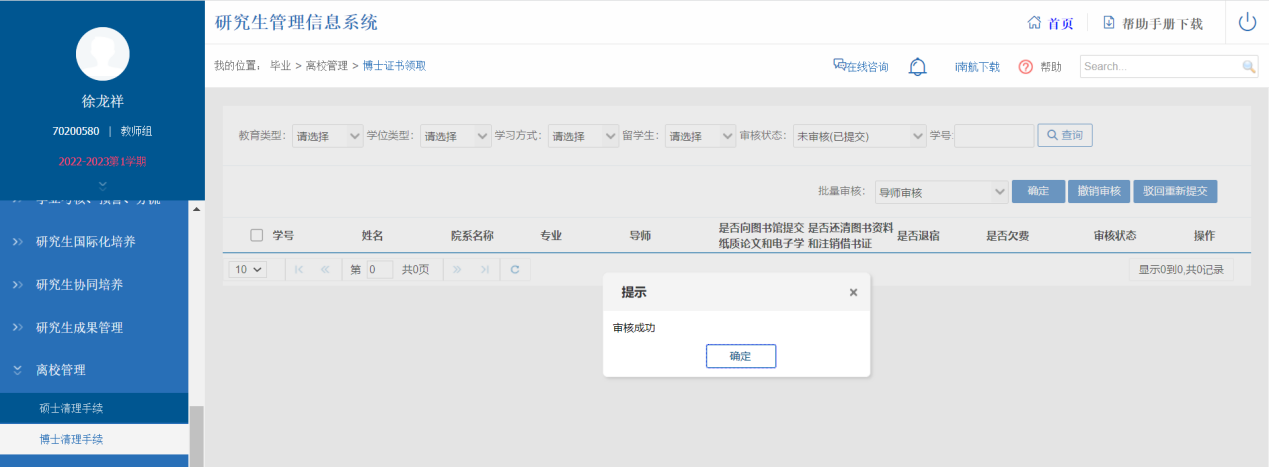 研究生管理信息系统
首页
帮助手册下载
徐龙祥
70200580 | 教师组
2022-2023第1学期
我的位置： 毕业 > 离校管理 > 博士证书领取
在线咨询
i南航下载
帮助
Search...
教育类型: 请选择 学位类型: 请选择 学习方式: 请选择 留学生: 请选择 审核状态: 未审核(已提交) 学号: 查询
批量审核: 导师审核 确定 撤销审核 驳回重新提交
学号 姓名 院系名称 专业 导师 是否向图书馆提交 是否还清图书资料 是否退宿 是否欠费 审核状态 操作
纸质论文和电子学 和注销借书证
10 第 0 共0页 显示0到0,共0记录
研究生国际化培养
研究生协同培养
研究生成果管理
离校管理
硕士清理手续
博士清理手续
提示 ×
审核成功
确定